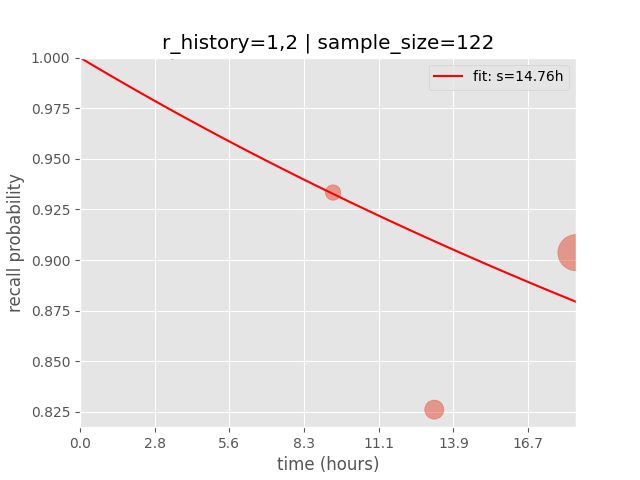 r_history=1,2 | sample_size=122
fit: s=14.76h
recall probability
1.000
0.975
0.950
0.925
0.900
0.875
0.850
0.825
0.0 2.8 5.6 8.3 11.1 13.9 16.7
time (hours)